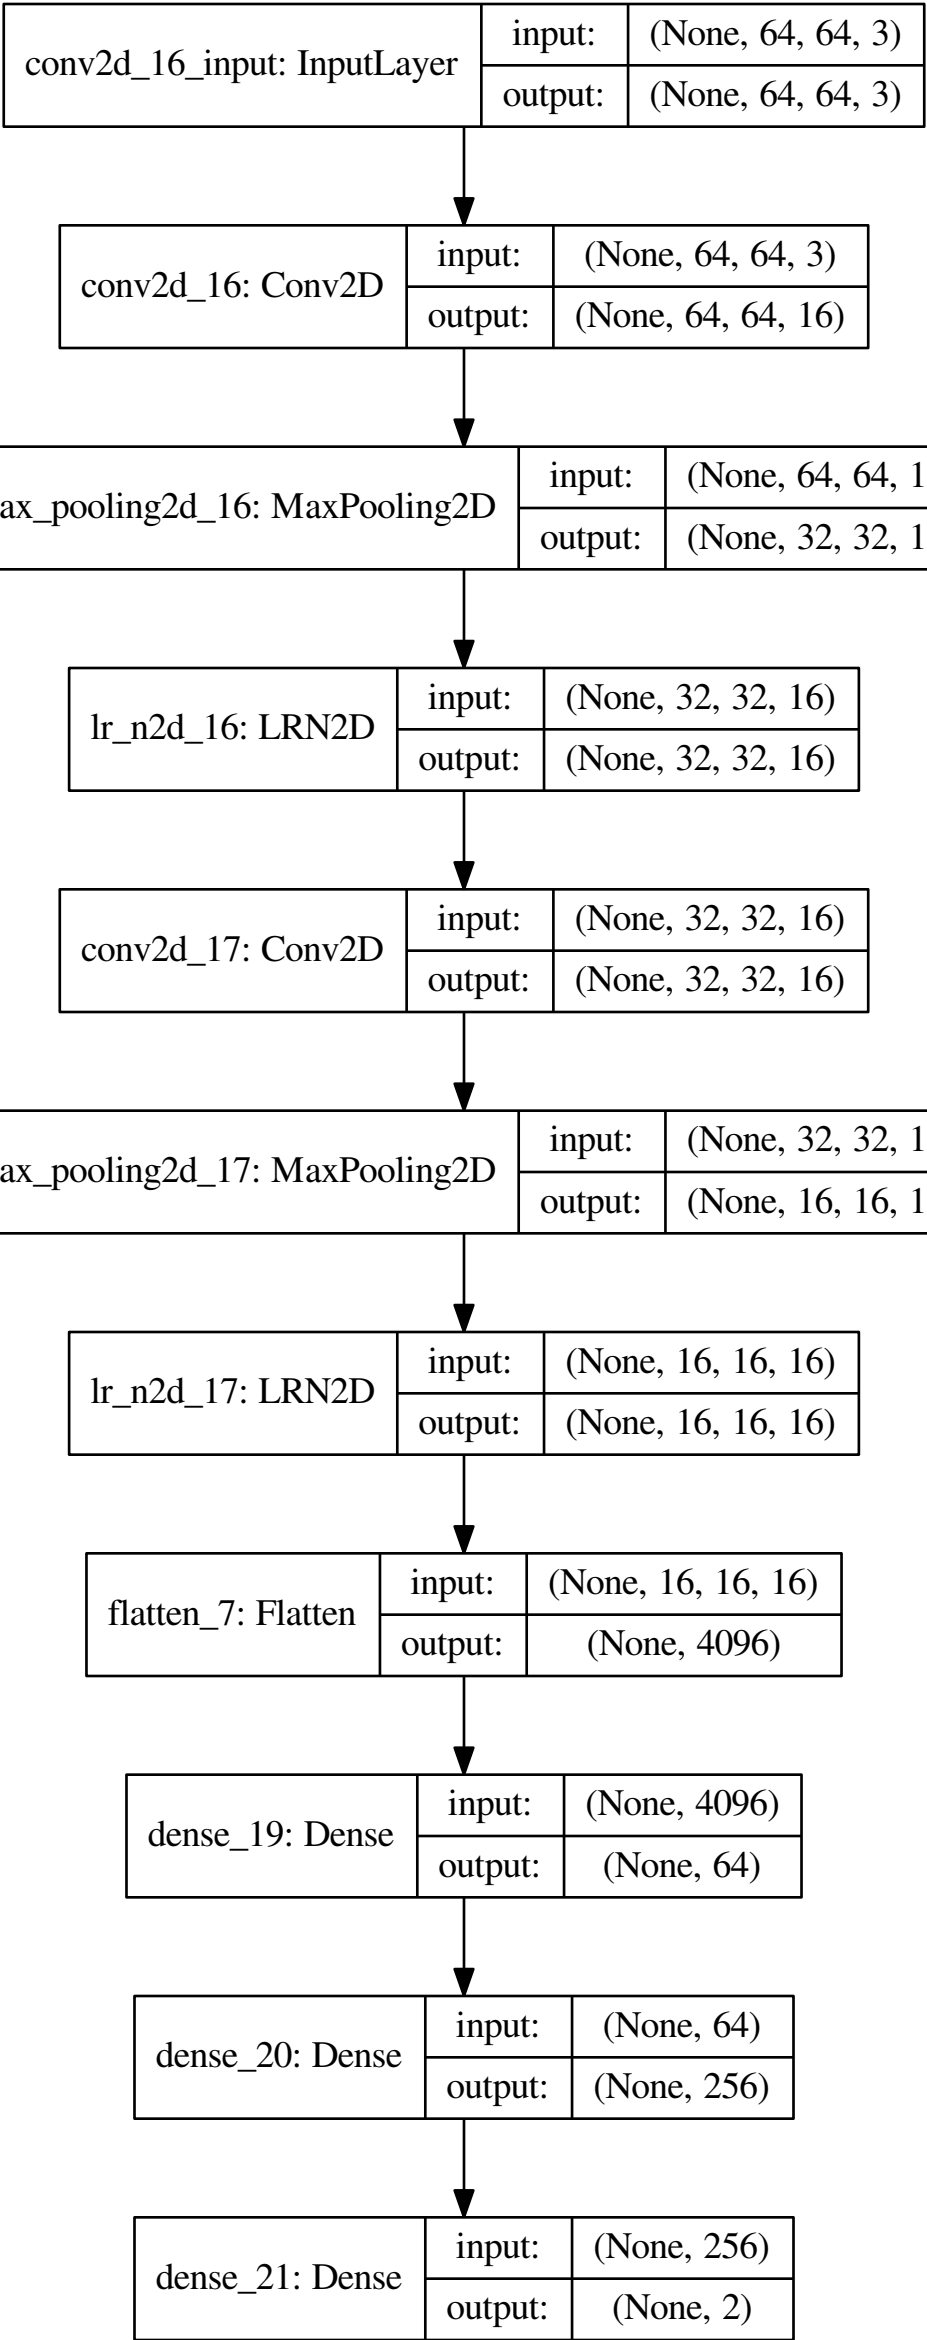 conv2d_16_input: InputLayer
input: (None, 64, 64, 3)
output: (None, 64, 64, 3)
conv2d_16: Conv2D
input: (None, 64, 64, 3)
output: (None, 64, 64, 16)
ax_pooling2d_16: MaxPooling2D
input: (None, 64, 64, 1
output: (None, 32, 32, 1
lr_n2d_16: LRN2D
input: (None, 32, 32, 16)
output: (None, 32, 32, 16)
conv2d_17: Conv2D
input: (None, 32, 32, 16)
output: (None, 32, 32, 16)
ax_pooling2d_17: MaxPooling2D
input: (None, 32, 32, 1
output: (None, 16, 16, 1
lr_n2d_17: LRN2D
input: (None, 16, 16, 16)
output: (None, 16, 16, 16)
flatten_7: Flatten
input: (None, 16, 16, 16)
output: (None, 4096)
dense_19: Dense
input: (None, 4096)
output: (None, 64)
dense_20: Dense
input: (None, 64)
output: (None, 256)
dense_21: Dense
input: (None, 256)
output: (None, 2)